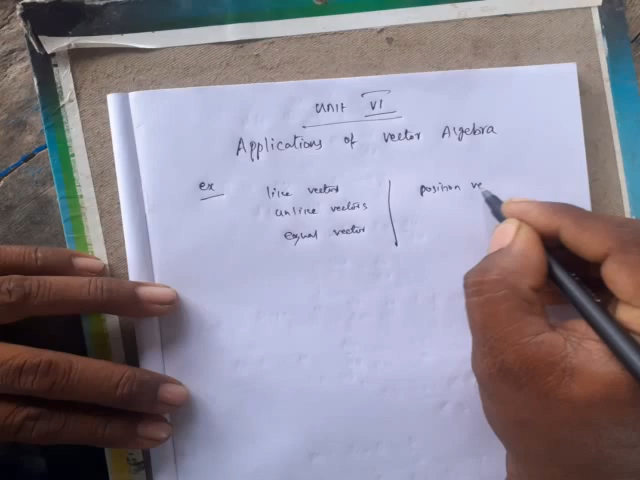 Unit VI
Applications of vector Algebra
ex
like vectors
unlike vectors
equal vector
position ve